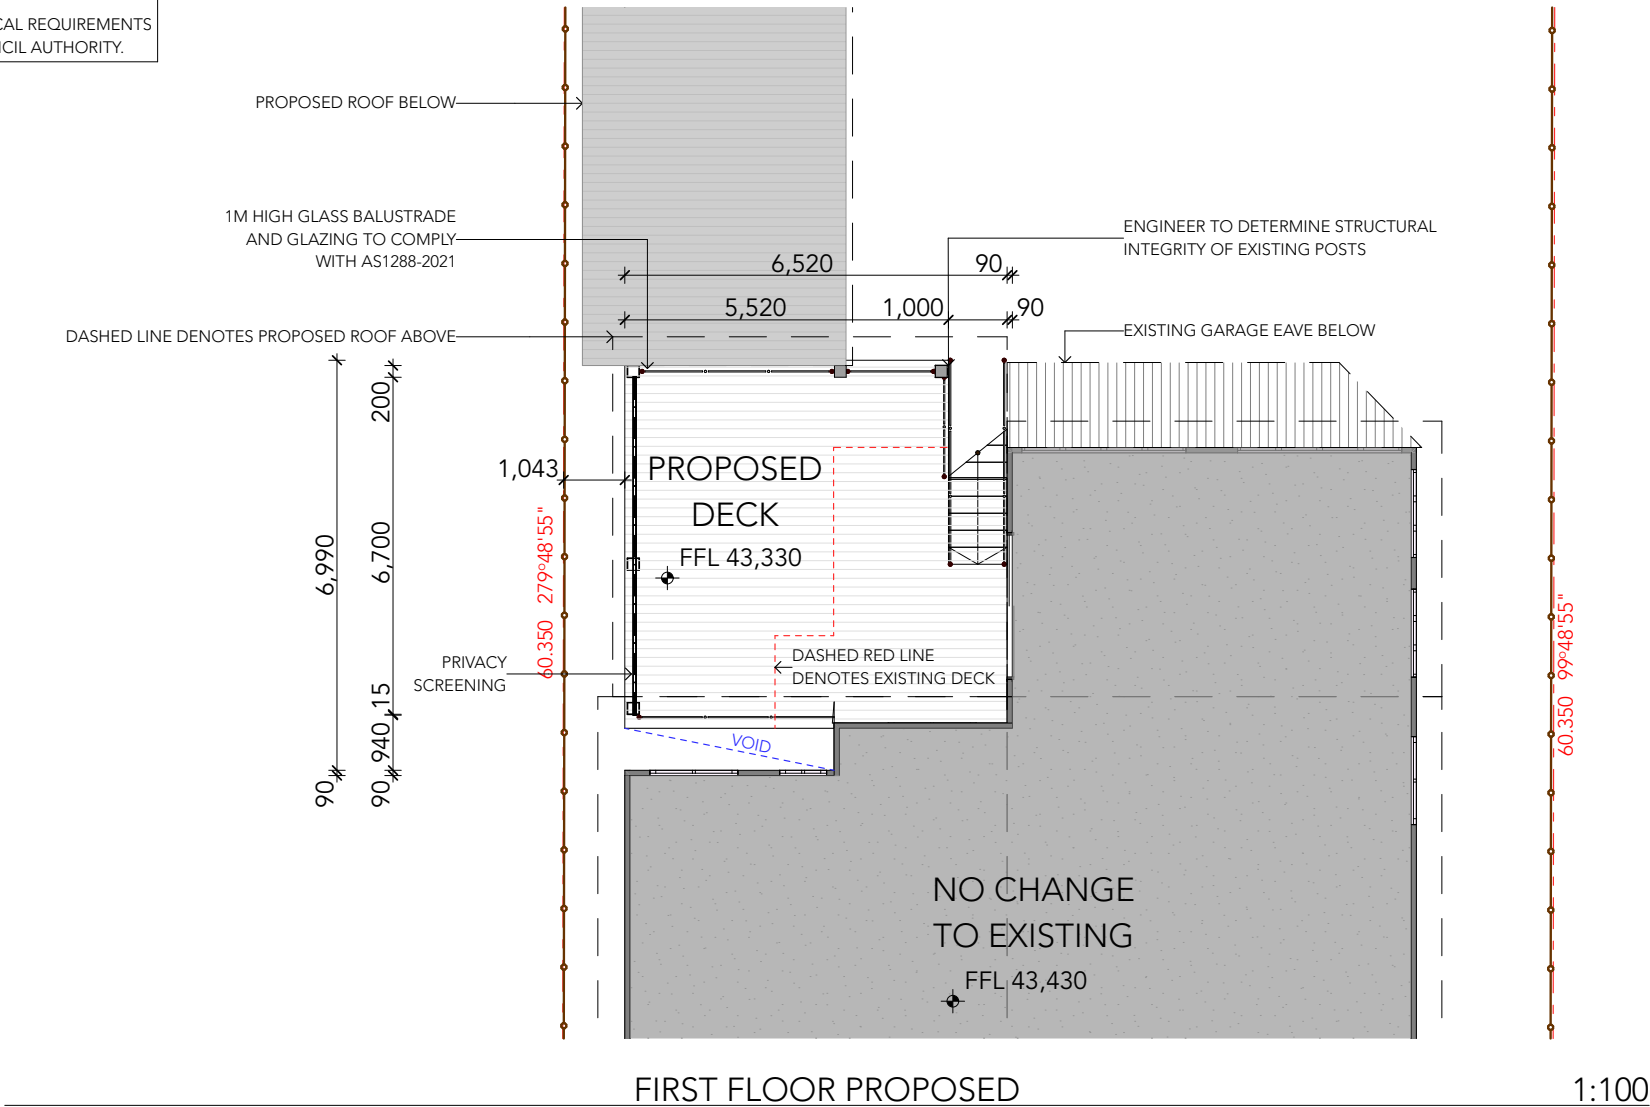 CAL REQUIREMENTS
CIL AUTHORITY.
PROPOSED ROOF BELOW
1M HIGH GLASS BALUSTRADE
AND GLAZING TO COMPLY
WITH AS1288-2021
ENGINEER TO DETERMINE STRUCTURAL
INTEGRITY OF EXISTING POSTS
6,520
90
5,520
1,000
90
DASHED LINE DENOTES PROPOSED ROOF ABOVE
EXISTING GARAGE EAVE BELOW
200
1,043
PROPOSED
DECK
FFL 43,330
6,990
6,700
60.350 279°48'55"
60.350 99°48'55"
PRIVACY
SCREENING
DASHED RED LINE
DENOTES EXISTING DECK
15
940
VOID
90
90
NO CHANGE
TO EXISTING
FFL 43,430
FIRST FLOOR PROPOSED
1:100